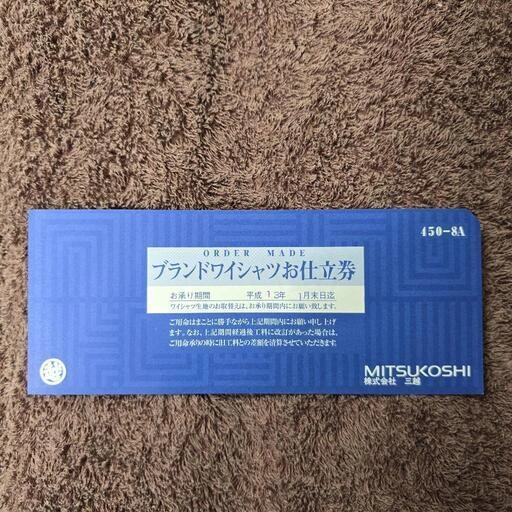 450-8A
ORDER MADE
ブランドワイシャツお仕立券
お承り期間 平成13年 1月末日迄
ワイシャツ生地のお取替えは、お承り期間内にお願い致します。
ご用命はまことに勝手ながら上記期間内にお願い申し上げ
ます。なお、上記期間経過後工料に改訂があった場合は、
ご用命承りの時に旧工料との差額を清算させていただきます。
MITSUKOSHI
株式会社 三越